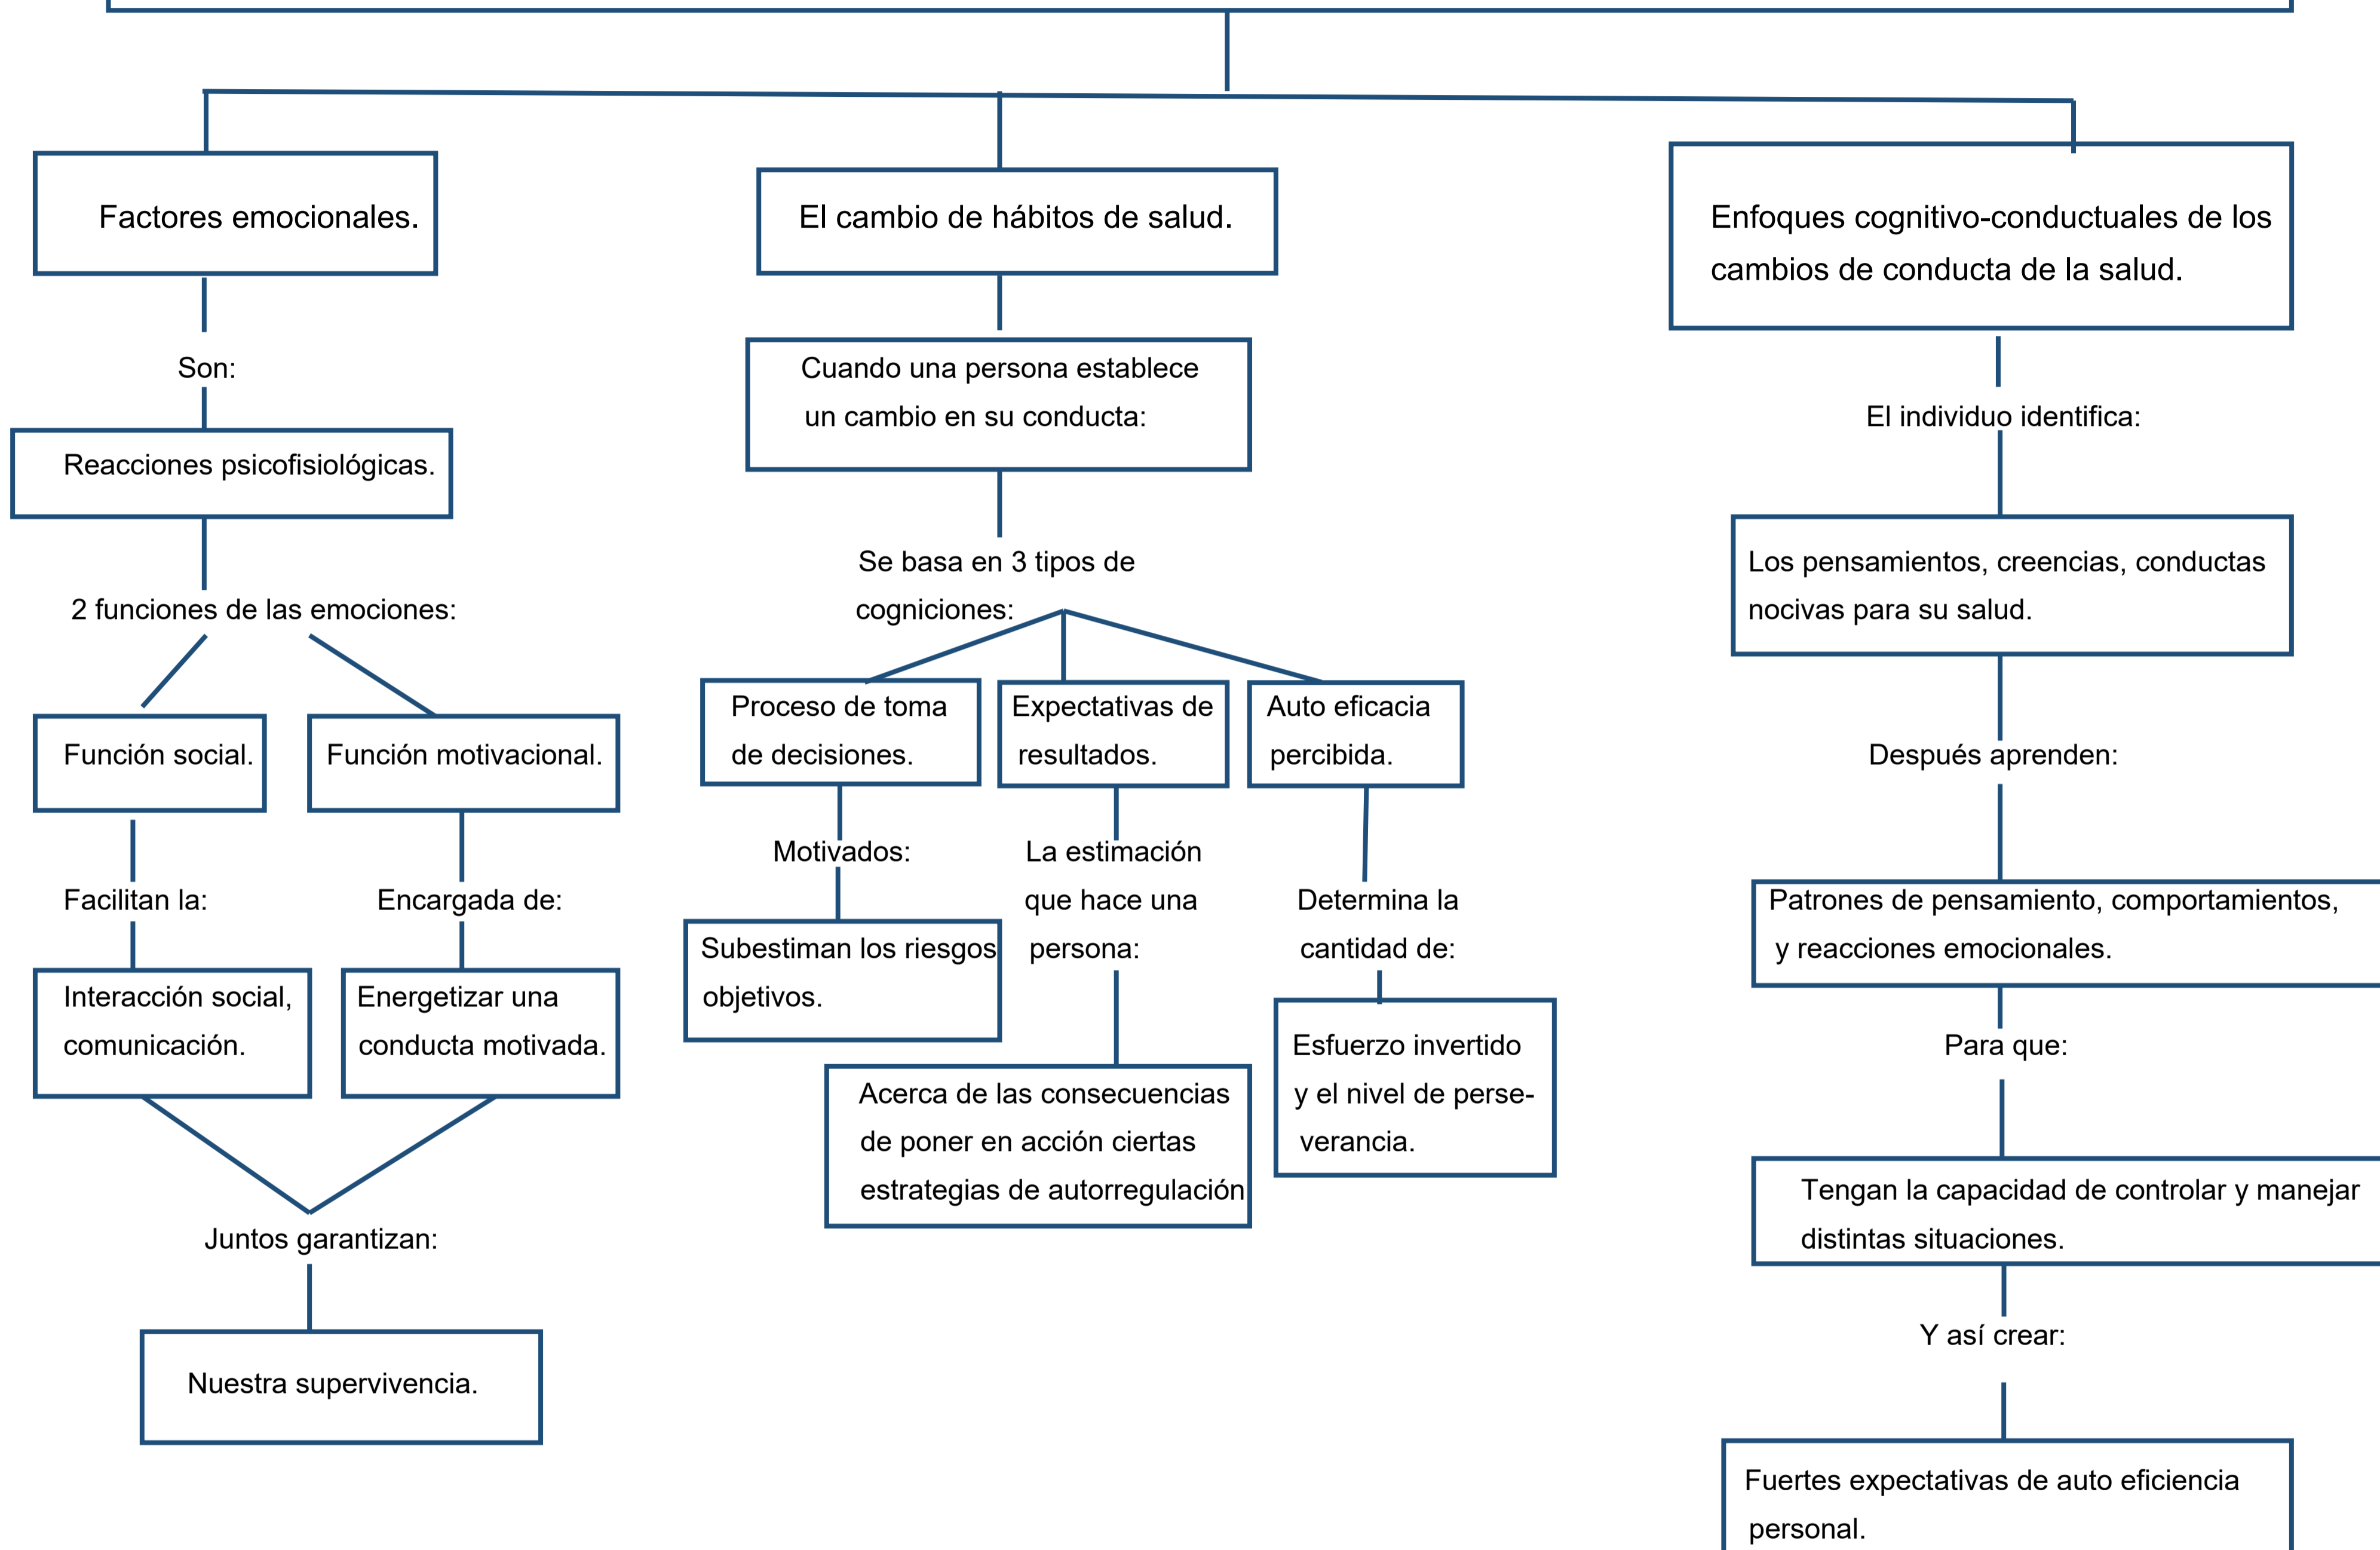 Factores emocionales.
Son:
Reacciones psicofisiológicas.
2 funciones de las emociones:
Función social.
Facilitan la:
Interacción social,
comunicación.
Función motivacional.
Encargada de:
Energetizar una
conducta motivada.
Juntos garantizan:
Nuestra supervivencia.
El cambio de hábitos de salud.
Cuando una persona establece
un cambio en su conducta:
Se basa en 3 tipos de
cogniciones:
Proceso de toma
de decisiones.
Motivados:
Subestiman los riesgos
objetivos.
Expectativas de
resultados.
La estimación
que hace una
persona:
Acerca de las consecuencias
de poner en acción ciertas
estrategias de autorregulación
Auto eficacia
percibida.
Determina la
cantidad de:
Esfuerzo invertido
y el nivel de perse-
verancia.
Enfoques cognitivo-conductuales de los
cambios de conducta de la salud.
El individuo identifica:
Los pensamientos, creencias, conductas
nocivas para su salud.
Después aprenden:
Patrones de pensamiento, comportamientos,
y reacciones emocionales.
Para que:
Tengan la capacidad de controlar y manejar
distintas situaciones.
Y así crear:
Fuertes expectativas de auto eficiencia
personal.